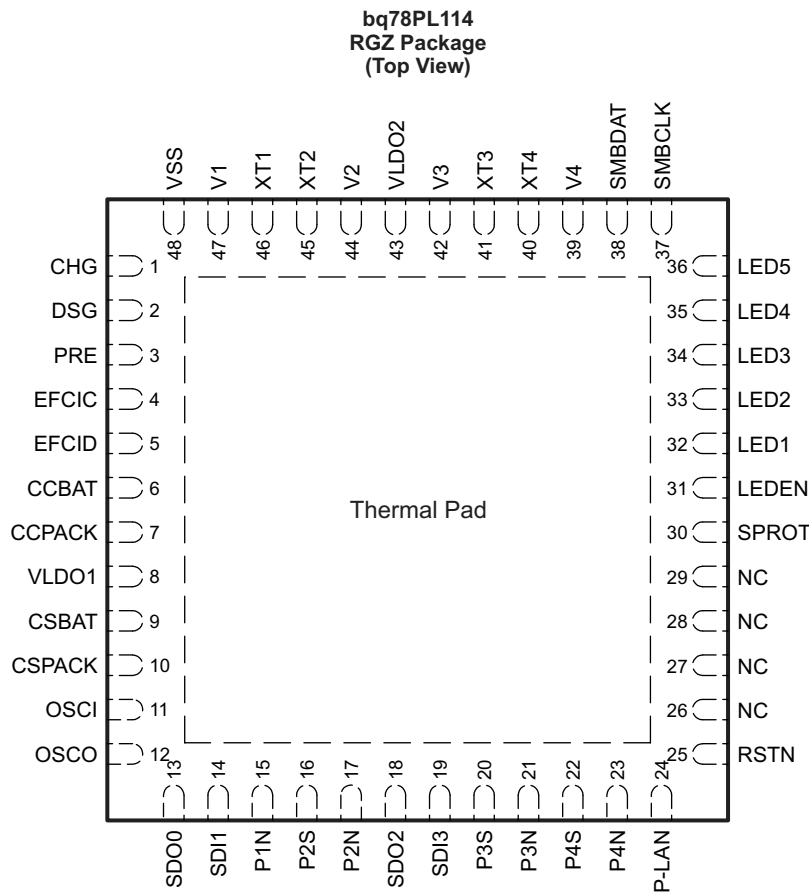 bq78PL114
RGZ Package
(Top View)
VSS
V1
XT1
XT2
V2
VLDO2
V3
XT3
XT4
V4
SMBDAT
SMBCLK
48
47
46
45
44
43
42
41
40
39
38
37
CHG 1
DSG 2
PRE 3
EFCIC 4
EFCID 5
CCBAT 6
CCPACK 7
VLDO1 8
CSBAT 9
CSPACK 10
OSCI 11
OSCO 12
Thermal Pad
36 LED5
35 LED4
34 LED3
33 LED2
32 LED1
31 LEDEN
30 SPROT
29 NC
28 NC
27 NC
26 NC
25 RSTN
13
14
15
16
17
18
19
20
21
22
23
24
SDO0
SDI1
P1N
P2S
P2N
SDO2
SDI3
P3S
P3N
P4S
P4N
P-LAN